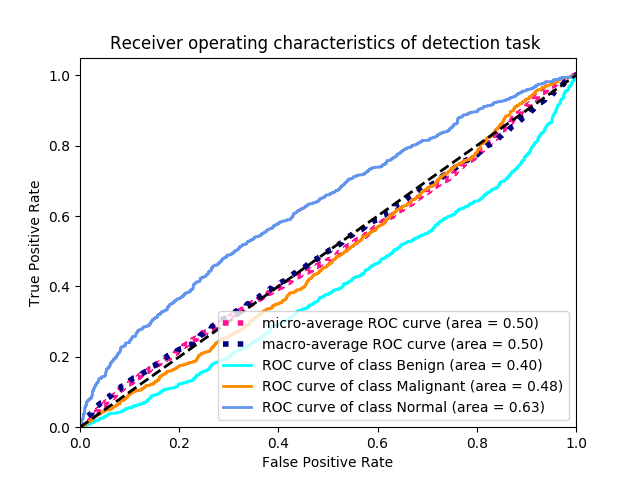 Receiver operating characteristics of detection task
1.0
0.8
0.6
0.4
0.2
0.0
True Positive Rate
micro-average ROC curve (area = 0.50)
macro-average ROC curve (area = 0.50)
ROC curve of class Benign (area = 0.40)
ROC curve of class Malignant (area = 0.48)
ROC curve of class Normal (area = 0.63)
0.0 0.2 0.4 0.6 0.8 1.0
False Positive Rate